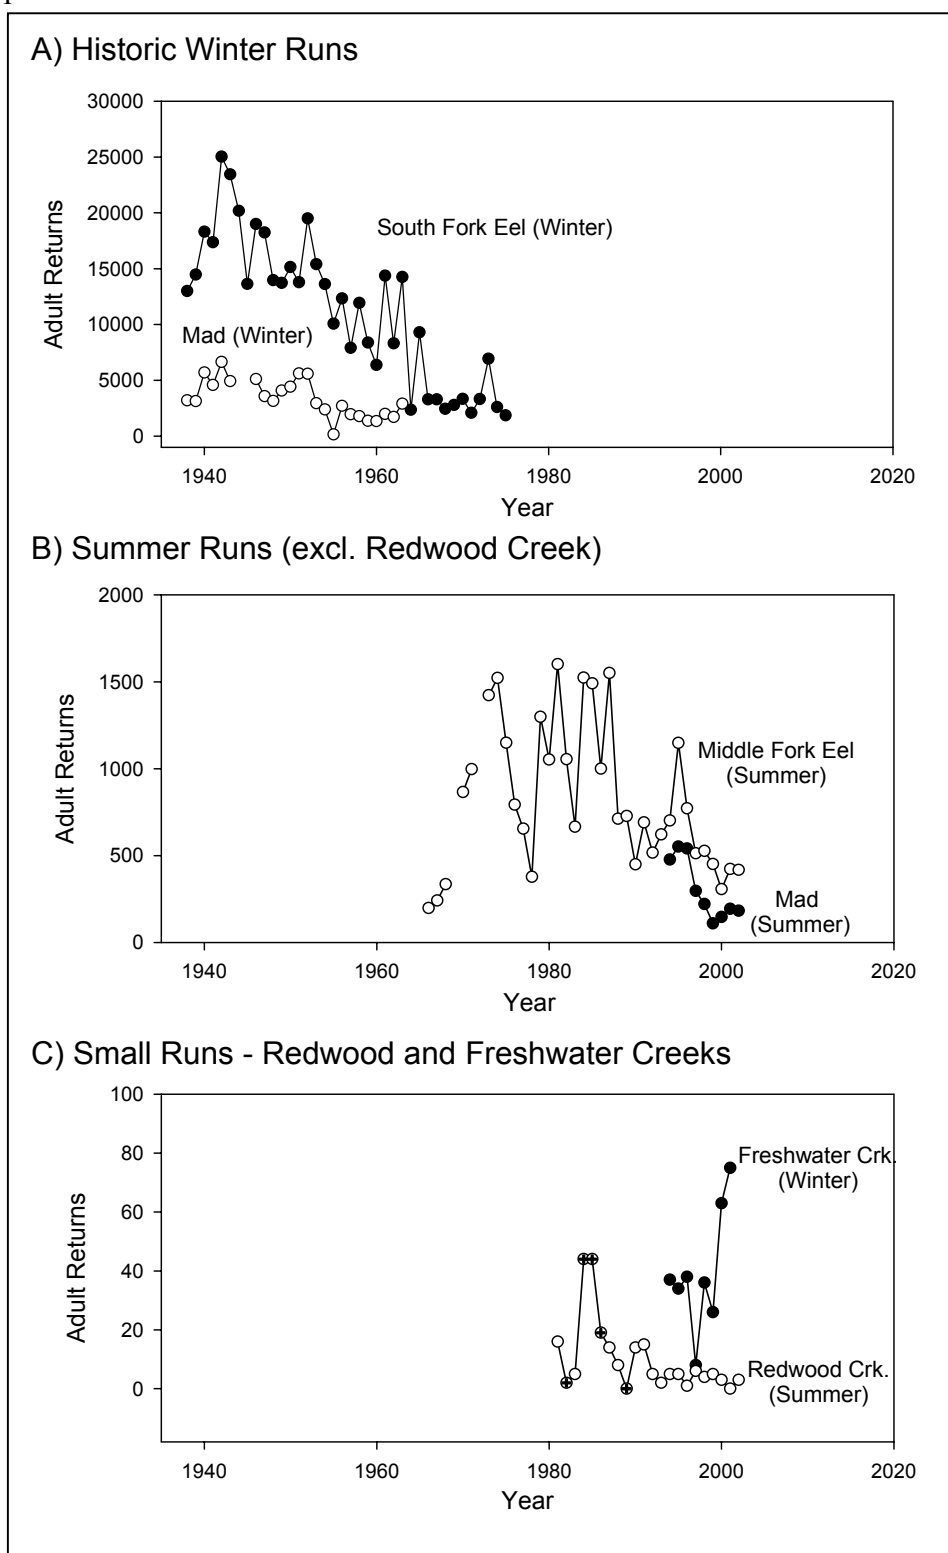 A) Historic Winter Runs
30000
25000
20000
15000
10000
5000
0
Adult Returns
South Fork Eel (Winter)
Mad (Winter)
1940 1960 1980 2000 2020
Year
B) Summer Runs (excl. Redwood Creek)
2000
1500
1000
500
0
Adult Returns
Middle Fork Eel
(Summer)
Mad
(Summer)
1940 1960 1980 2000 2020
Year
C) Small Runs - Redwood and Freshwater Creeks
100
80
60
40
20
0
Adult Returns
Freshwater Crk.
(Winter)
Redwood Crk.
(Summer)
1940 1960 1980 2000 2020
Year